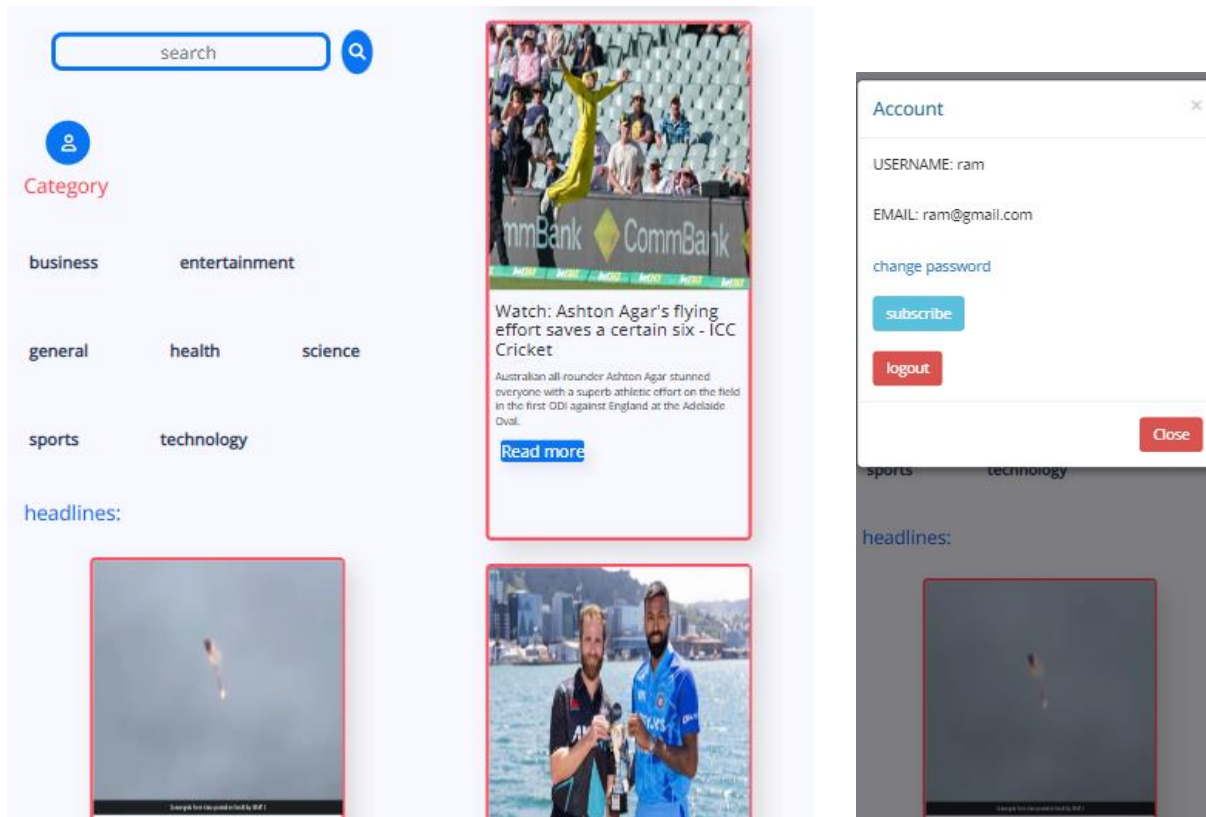 search
Category
business entertainment
general health science
sports technology
headlines:
mmBank CommBank
Watch: Ashton Agar's flying
effort saves a certain six - ICC
Cricket
Australian all-rounder Ashton Agar stunned
everyone with a superb athletic effort on the field
in the first ODI against England at the Adelaide
Oval.
Read more
Account ×
USERNAME: ram
EMAIL: ram@gmail.com
change password
subscribe
logout
Close
sports technology
headlines: